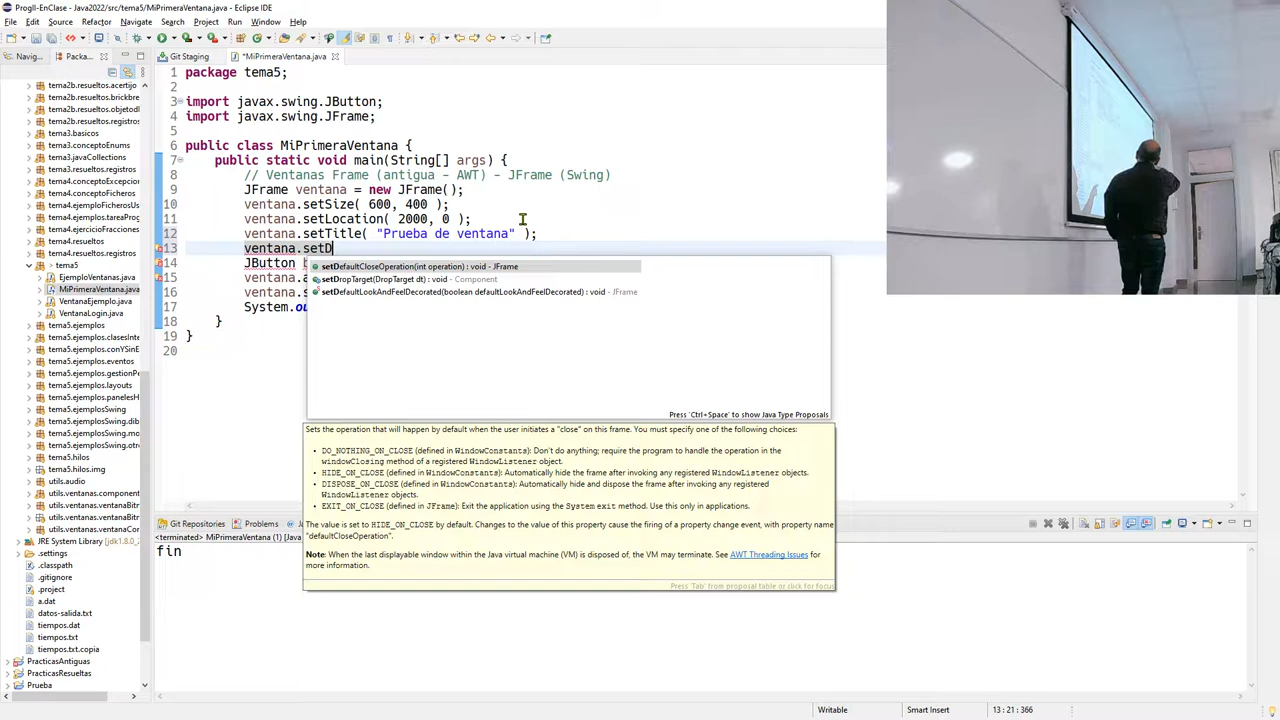 ProgII-EnClase - Java2022/src/tema5/MiPrimeraVentana.java - Eclipse IDE
File Edit Source Refactor Navigate Search Project Run Window Help
Navig... Packa...
Git Staging *MiPrimeraVentana.java
tema2b.resueltos.acertijo
tema2b.resueltos.brickbre
tema2b.resueltos.objetod
tema2b.resueltos.registros
tema3.basicos
tema3.conceptoEnums
tema3.javaCollections
tema3.resueltos.registros
tema4.conceptoExcepcion
tema4.conceptoFicheros
tema4.ejemploFicherosUs
tema4.ejercicio.tareaProg
tema4.ejercicioFracciones
tema4.resueltos.registros
tema5
EjemploVentanas.java
MiPrimeraVentana.java
VentanaEjemplo.java
VentanaLogin.java
tema5.ejemplos
tema5.ejemplos.clasesInte
tema5.ejemplos.conYSinE
tema5.ejemplos.eventos
tema5.ejemplos.gestionPe
tema5.ejemplos.layouts
tema5.ejemplos.panelesH
tema5.ejemplosSwing
tema5.ejemplosSwing.dib
tema5.ejemplosSwing.mo
tema5.ejemplosSwing.otro
tema5.hilos
tema5.hilos.img
utils.audio
utils.ventanas.component
utils.ventanas.ventanaBitm
utils.ventanas.ventanaCor
JRE System Library [jdk1.8.0_
.settings
.classpath
.gitignore
.project
a.dat
datos-salida.txt
tiempos.dat
tiempos.txt
tiempos.txt.copia
PracticasAntiguas
PracticasResueltas
Prueba
1 package tema5;
2
3 import javax.swing.JButton;
4 import javax.swing.JFrame;
5
6 public class MiPrimeraVentana {
7 public static void main(String[] args) {
8 // Ventanas Frame (antigua - AWT) - JFrame (Swing)
9 JFrame ventana = new JFrame();
10 ventana.setSize( 600, 400 );
11 ventana.setLocation( 2000, 0 );
12 ventana.setTitle( "Prueba de ventana" );
13 ventana.setD
14 JButton b
15 ventana.a
16 ventana.s
17 System.ou
18 }
19 }
20
setDefaultCloseOperation(int operation) : void - JFrame
setDropTarget(DropTarget dt) : void - Component
setDefaultLookAndFeelDecorated(boolean defaultLookAndFeelDecorated) : void - JFrame
Press 'Ctrl+Space' to show Java Type Proposals
Sets the operation that will happen by default when the user initiates a "close" on this frame. You must specify one of the following choices:
• DO_NOTHING_ON_CLOSE (defined in WindowConstants): Don't do anything; require the program to handle the operation in the
windowClosing method of a registered WindowListener object.
• HIDE_ON_CLOSE (defined in WindowConstants): Automatically hide the frame after invoking any registered WindowListener objects.
• DISPOSE_ON_CLOSE (defined in WindowConstants): Automatically hide and dispose the frame after invoking any registered
WindowListener objects.
• EXIT_ON_CLOSE (defined in JFrame): Exit the application using the System exit method. Use this only in applications.
The value is set to HIDE_ON_CLOSE by default. Changes to the value of this property cause the firing of a property change event, with property name
"defaultCloseOperation".
Note: When the last displayable window within the Java virtual machine (VM) is disposed of, the VM may terminate. See AWT Threading Issues for
more information.
Press 'Tab' from proposal table or click for focus
Git Repositories Problems
<terminated> MiPrimeraVentana (1) [Java
fin
Writable Smart Insert 13 : 21 : 366